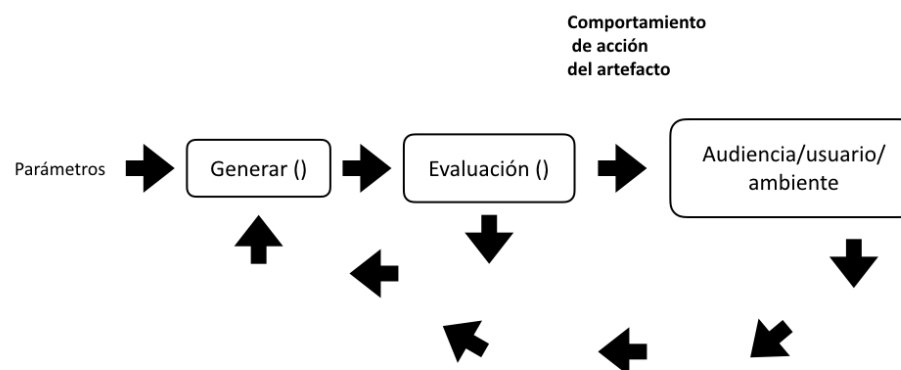 Comportamiento
de acción
del artefacto
Parámetros
Generar ()
Evaluación ()
Audiencia/usuario/
ambiente